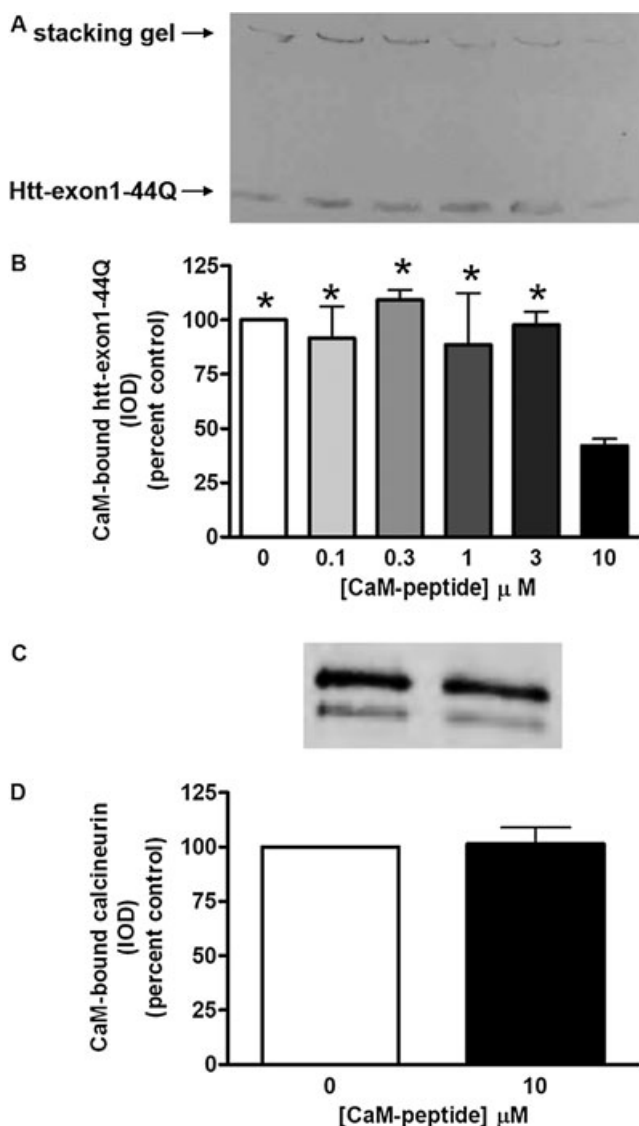 A
stacking gel
Htt-exon1-44Q
B
CaM-bound htt-exon1-44Q
(IOD)
(percent control)
125
100
75
50
25
0
* * * * *
0 0.1 0.3 1 3 10
[CaM-peptide] μ M
C
D
CaM-bound calcineurin
(IOD)
(percent control)
125
100
75
50
25
0
0 10
[CaM-peptide] μM